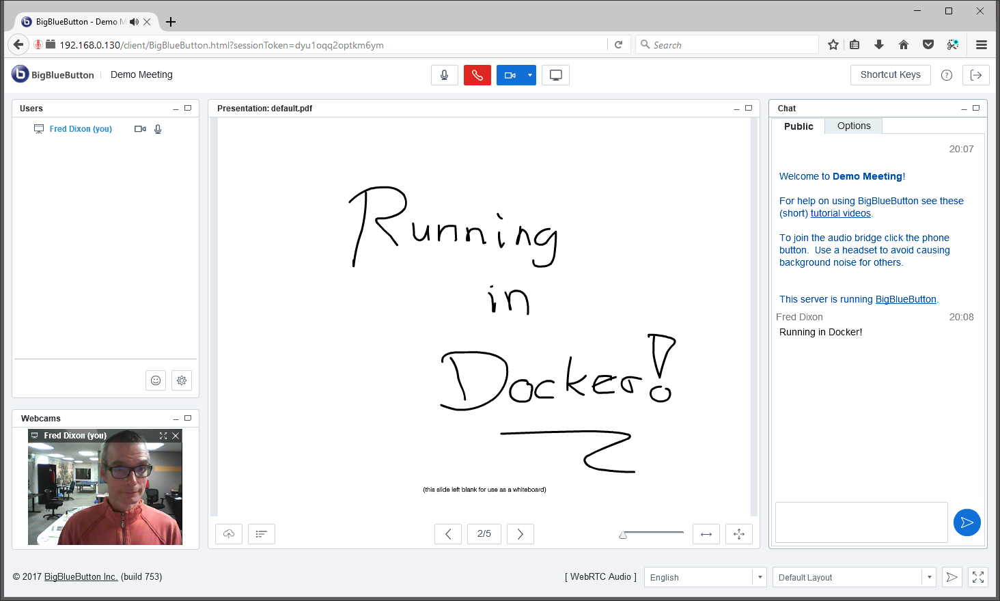 BigBlueButton - Demo M
192.168.0.130/client/BigBlueButton.html?sessionToken=dyu1oqq2optkm6ym
Search
BigBlueButton
Demo Meeting
Shortcut Keys
Users
Fred Dixon (you)
Webcams
Fred Dixon (you)
Presentation: default.pdf
Running
in
Docker!
(this slide left blank for use as a whiteboard)
2/5
Chat
Public
Options
20:07
Welcome to Demo Meeting!
For help on using BigBlueButton see these
(short) tutorial videos.
To join the audio bridge click the phone
button. Use a headset to avoid causing
background noise for others.
This server is running BigBlueButton.
Fred Dixon 20:08
Running in Docker!
© 2017 BigBlueButton Inc. (build 753)
[ WebRTC Audio ]
English
Default Layout